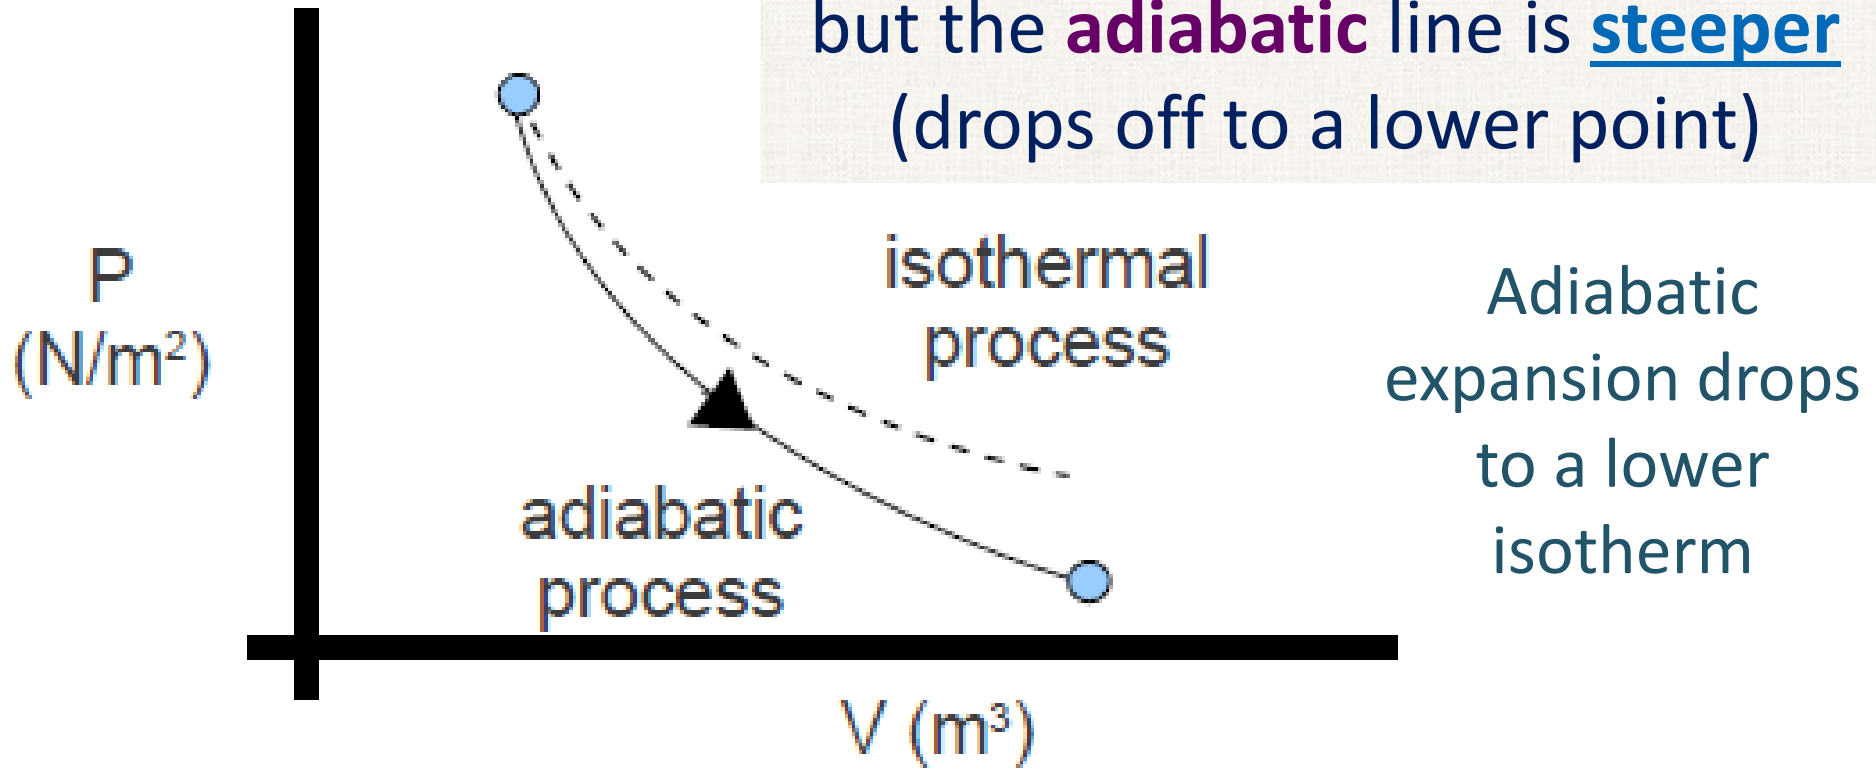 but the adiabatic line is steeper
(drops off to a lower point)
P
(N/m²)
isothermal
process
Adiabatic
expansion drops
to a lower
isotherm
adiabatic
process
V (m³)